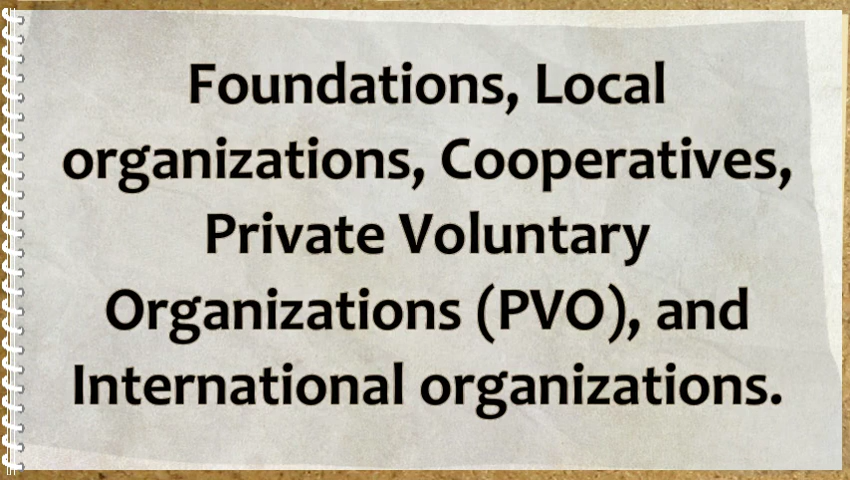 Foundations, Local
organizations, Cooperatives,
Private Voluntary
Organizations (PVO), and
International organizations.